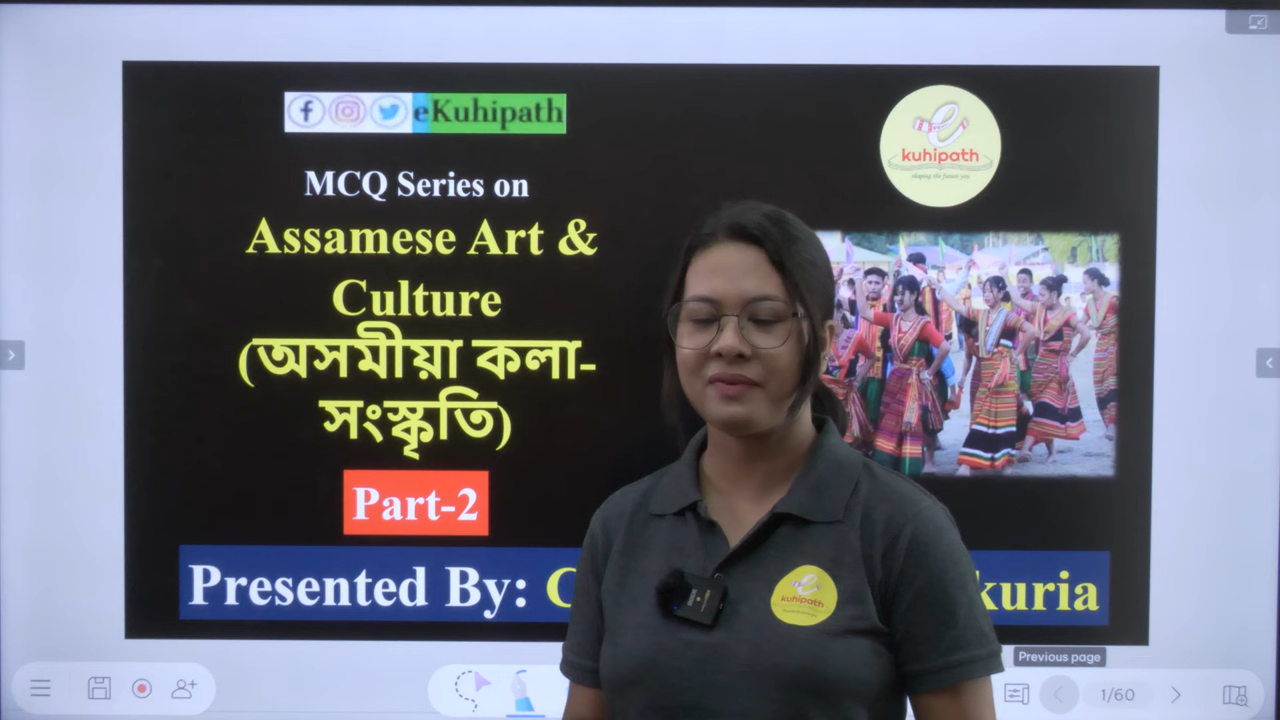 eKuhipath
MCQ Series on
Assamese Art &
Culture
(অসমীয়া কলা-
সংস্কৃতি)
Part-2
Presented By:
kuhipath
shaping the future you
kuhipath
Previous page
1/60